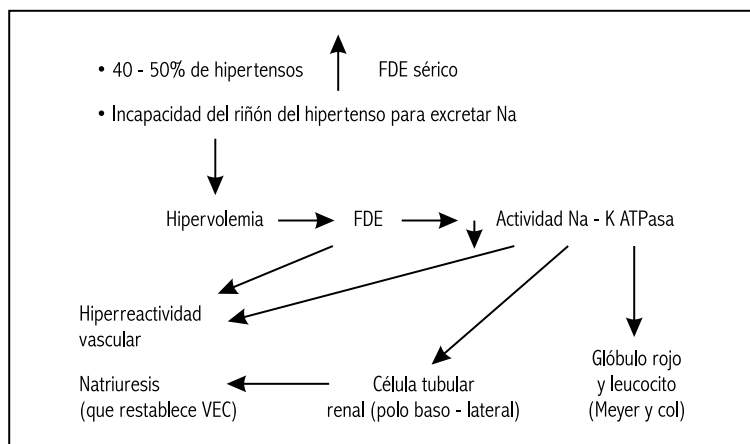 • 40 - 50% de hipertensos FDE sérico
• Incapacidad del riñón del hipertenso para excretar Na
Hipervolemia FDE Actividad Na - K ATPasa
Hiperreactividad
vascular
Glóbulo rojo
y leucocito
(Meyer y col)
Natriuresis
(que restablece VEC)
Célula tubular
renal (polo baso - lateral)